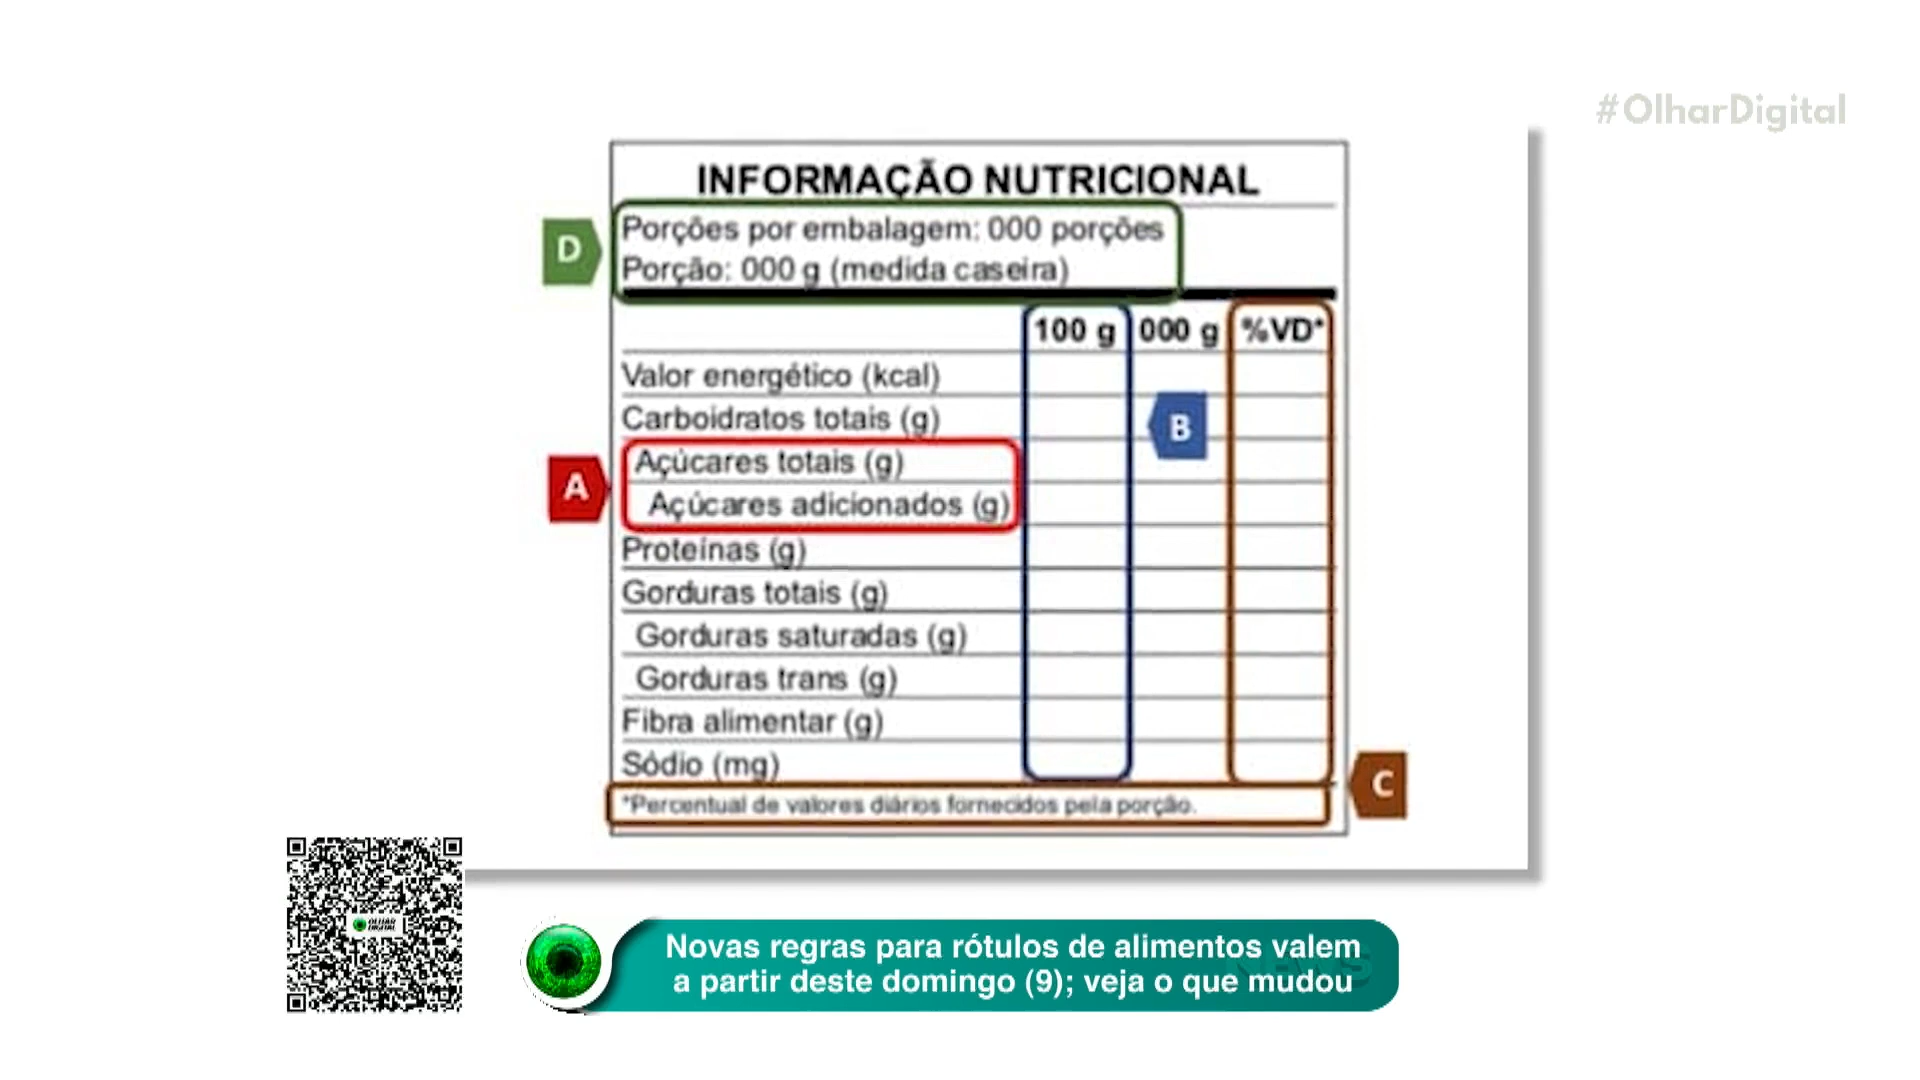 #OlharDigital
INFORMAÇÃO NUTRICIONAL
D
Porções por embalagem: 000 porções
Porção: 000 g (medida caseira)
100 g 000 g %VD*
Valor energético (kcal)
Carboidratos totais (g)
B
A
Açúcares totais (g)
Açúcares adicionados (g)
Proteínas (g)
Gorduras totais (g)
Gorduras saturadas (g)
Gorduras trans (g)
Fibra alimentar (g)
Sódio (mg)
C
*Percentual de valores diários fornecidos pela porção.
OLHAR
DIGITAL
Novas regras para rótulos de alimentos valem
a partir deste domingo (9); veja o que mudou